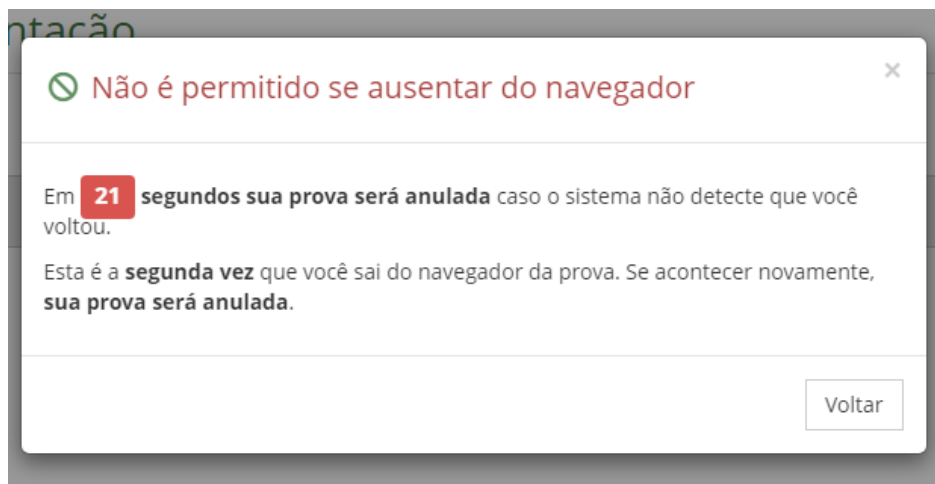 ntação
Não é permitido se ausentar do navegador
×
Em 21 segundos sua prova será anulada caso o sistema não detecte que você
voltou.
Esta é a segunda vez que você sai do navegador da prova. Se acontecer novamente,
sua prova será anulada.
Voltar